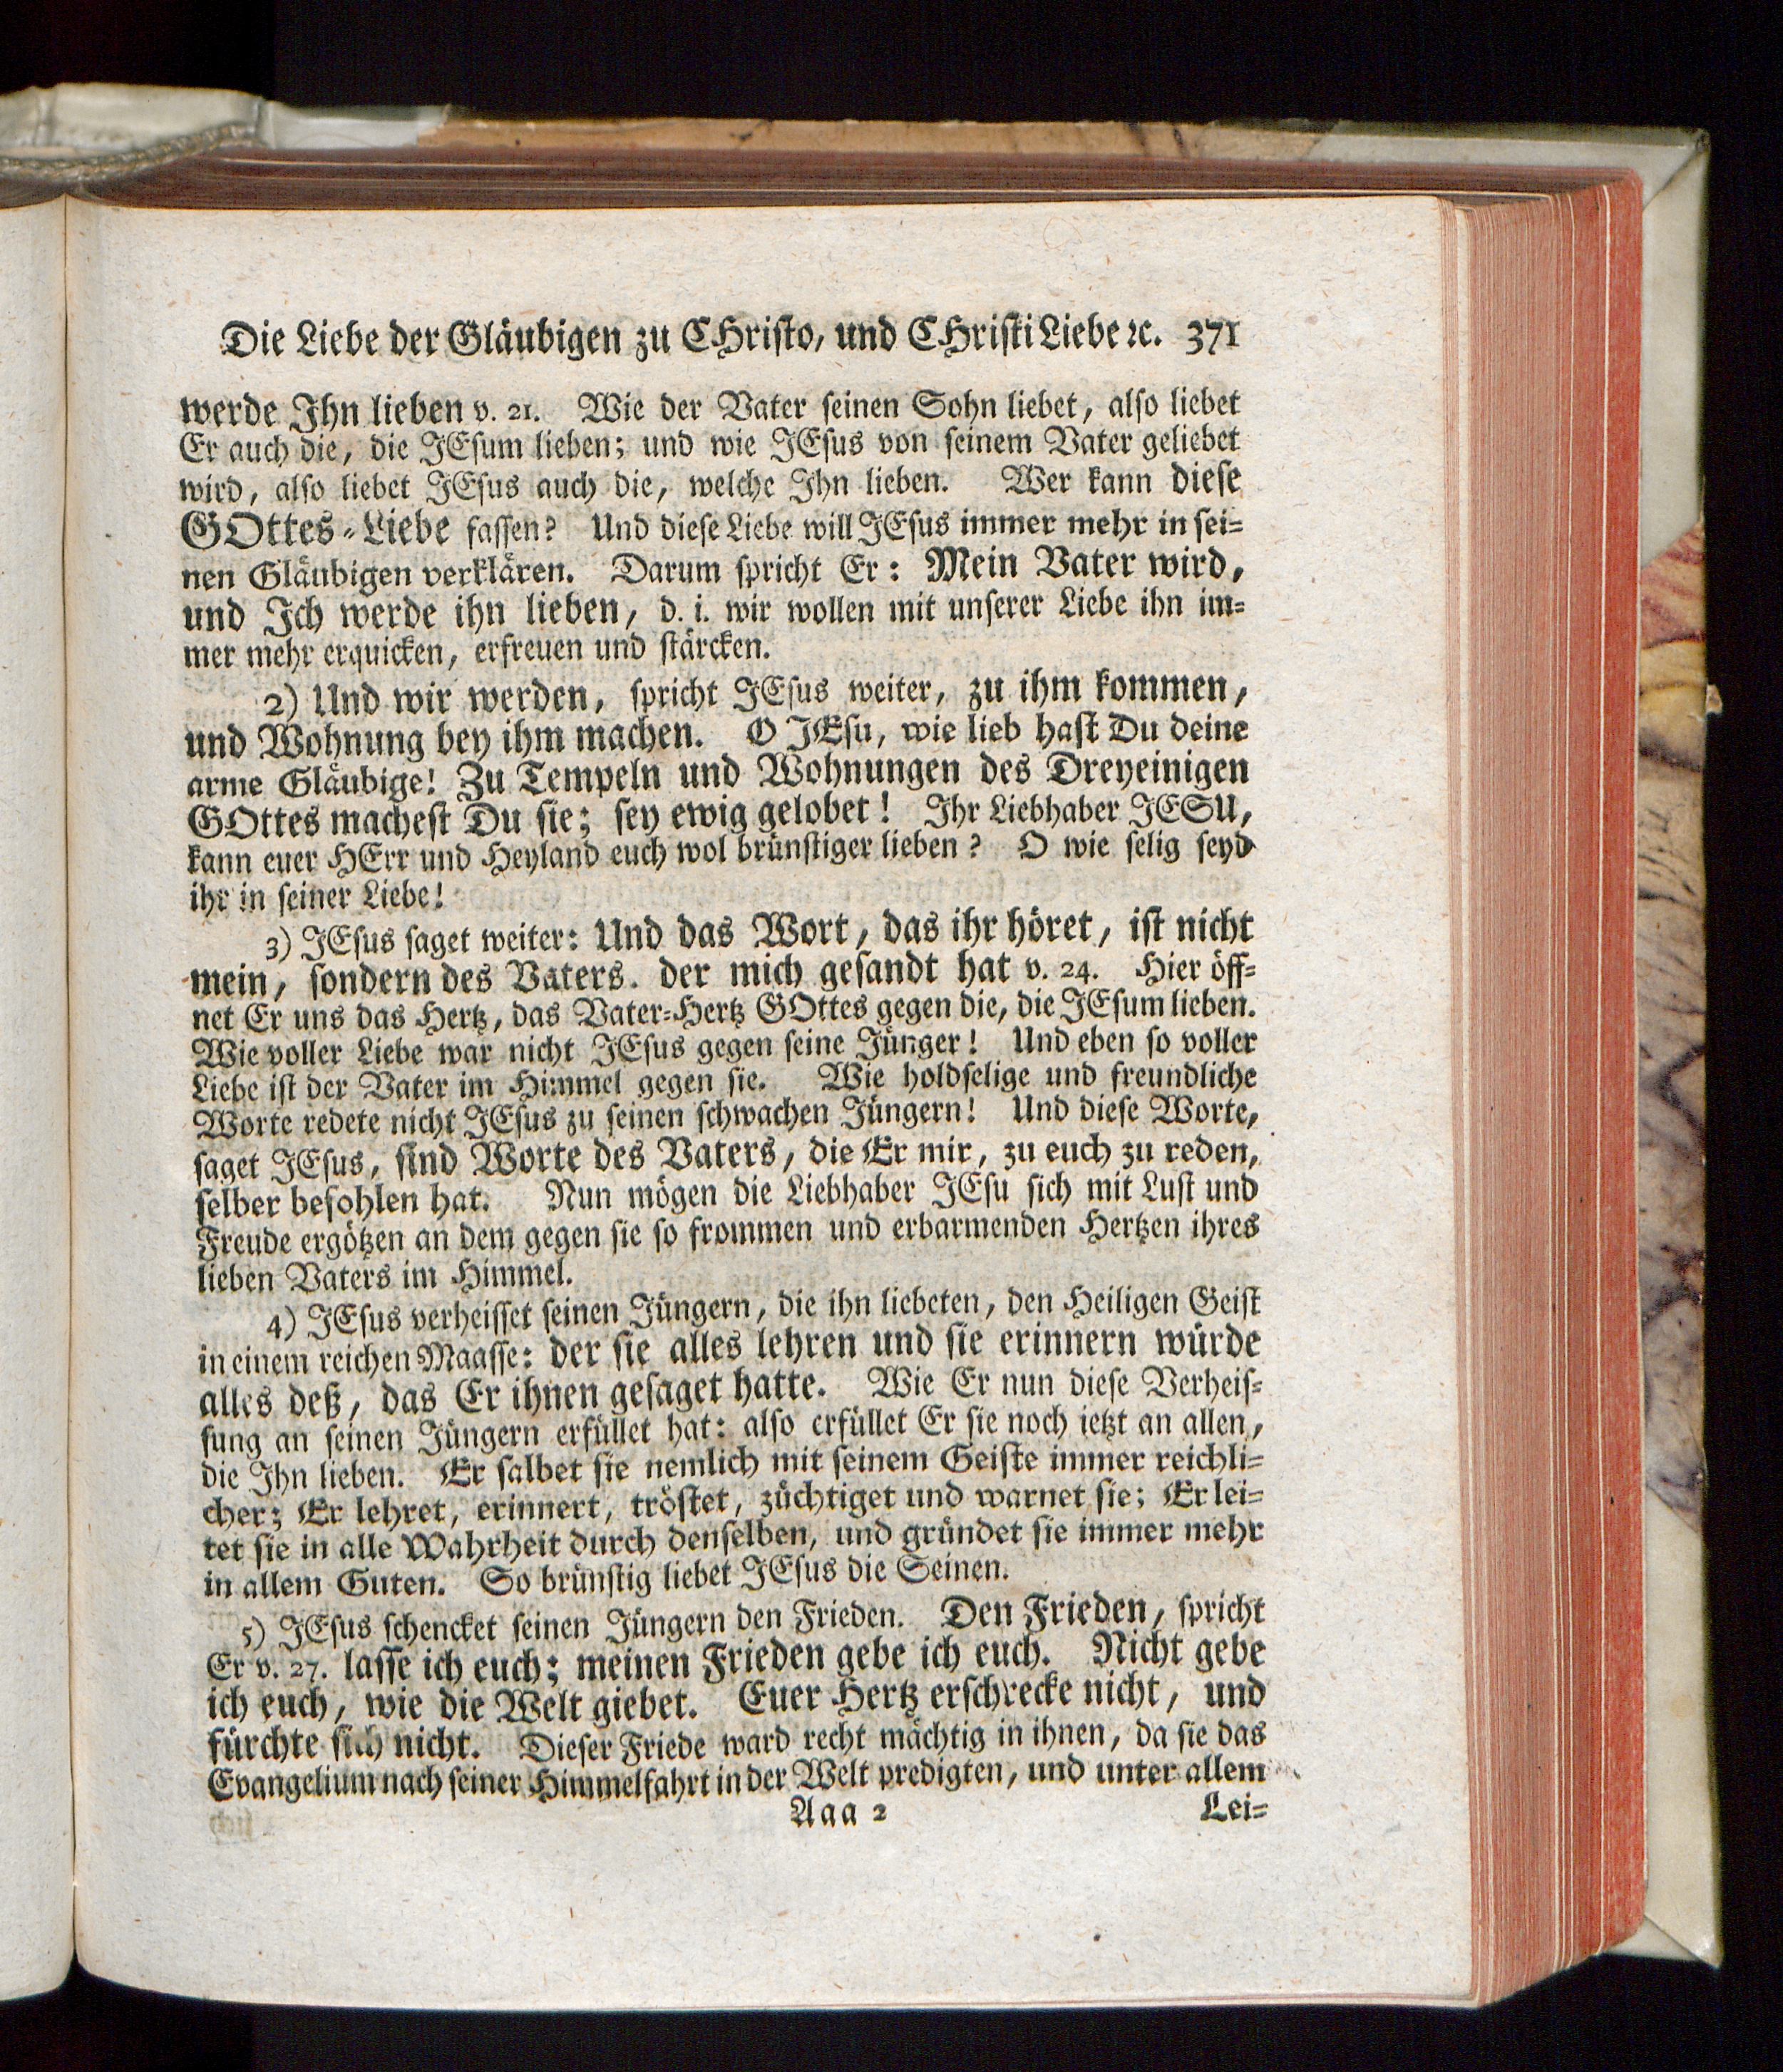 Die Liebe der Gläubigen zu CHristo, und CHristi Liebe ꝛc. 371
werde Ihn lieben v. 21. Wie der Vater seinen Sohn liebet, also liebet
Er auch die, die JEsum lieben; und wie JEsus von seinem Vater geliebet
wird, also liebet JEsus auch die, welche Ihn lieben. Wer kann diese
GOttes-Liebe fassen? Und diese Liebe will JEsus immer mehr in sei-
nen Gläubigen verklären. Darum spricht Er: Mein Vater wird,
und Ich werde ihn lieben, d. i. wir wollen mit unserer Liebe ihn im-
mer mehr erquicken, erfreuen und stärcken.
2) Und wir werden, spricht JEsus weiter, zu ihm kommen,
und Wohnung bey ihm machen. O JEsu, wie lieb hast Du deine
arme Gläubige! Zu Tempeln und Wohnungen des Dreyeinigen
GOttes machest Du sie; sey ewig gelobet! Ihr Liebhaber JESU,
kann euer HErr und Heyland euch wol brünstiger lieben? O wie selig seyd
ihr in seiner Liebe!
3) JEsus saget weiter: Und das Wort, das ihr höret, ist nicht
mein, sondern des Vaters. der mich gesandt hat v. 24. Hier öff-
net Er uns das Hertz, das Vater-Hertz GOttes gegen die, die JEsum lieben.
Wie voller Liebe war nicht JEsus gegen seine Jünger! Und eben so voller
Liebe ist der Vater im Himmel gegen sie. Wie holdselige und freundliche
Worte redete nicht JEsus zu seinen schwachen Jüngern! Und diese Worte,
saget JEsus, sind Worte des Vaters, die Er mir, zu euch zu reden,
selber befohlen hat. Nun mögen die Liebhaber JEsu sich mit Lust und
Freude ergötzen an dem gegen sie so frommen und erbarmenden Hertzen ihres
lieben Vaters im Himmel.
4) JEsus verheisset seinen Jüngern, die ihn liebeten, den Heiligen Geist
in einem reichen Maasse: der sie alles lehren und sie erinnern würde
alles deß, das Er ihnen gesaget hatte. Wie Er nun diese Verheis-
sung an seinen Jüngern erfüllet hat: also erfüllet Er sie noch ietzt an allen,
die Ihn lieben. Er salbet sie nemlich mit seinem Geiste immer reichli-
cher; Er lehret, erinnert, tröstet, züchtiget und warnet sie; Er lei-
tet sie in alle Wahrheit durch denselben, und gründet sie immer mehr
in allem Guten. So brünstig liebet JEsus die Seinen.
5) JEsus schencket seinen Jüngern den Frieden. Den Frieden, spricht
Er v. 27. lasse ich euch; meinen Frieden gebe ich euch. Nicht gebe
ich euch, wie die Welt giebet. Euer Hertz erschrecke nicht, und
fürchte sich nicht. Dieser Friede ward recht mächtig in ihnen, da sie das
Evangelium nach seiner Himmelfahrt in der Welt predigten, und unter allem
Aaa 2 Lei-